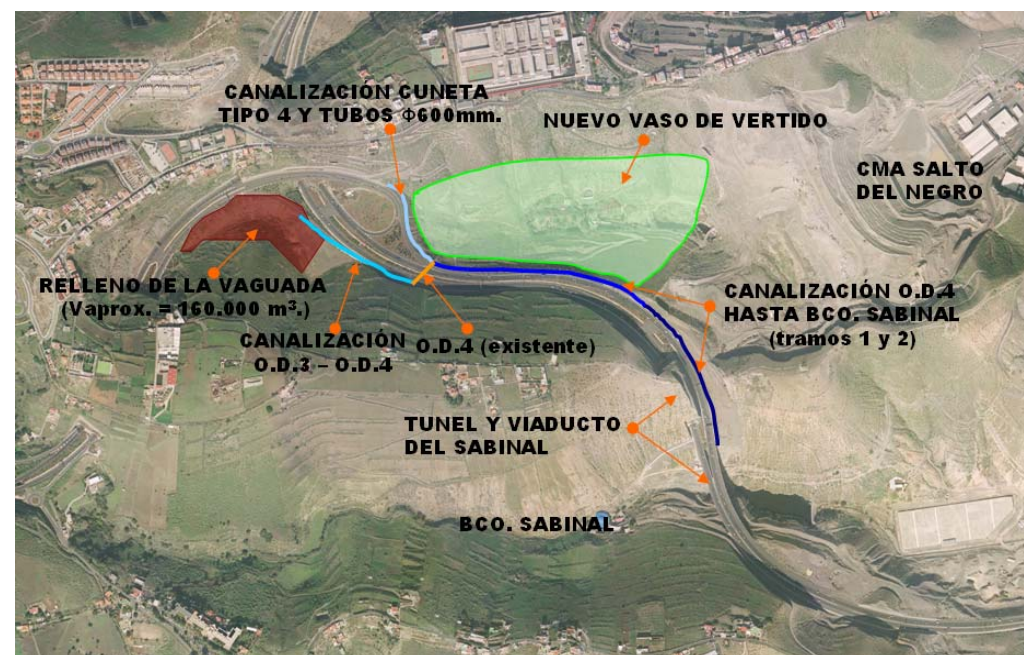 CANALIZACIÓN CUNETA
TIPO 4 Y TUBOS Φ600mm.
NUEVO VASO DE VERTIDO
CMA SALTO
DEL NEGRO
RELLENO DE LA VAGUADA
(Vaprox. = 160.000 m³.)
CANALIZACIÓN
O.D.3 – O.D.4
O.D.4 (existente)
CANALIZACIÓN O.D.4
HASTA BCO. SABINAL
(tramos 1 y 2)
TUNEL Y VIADUCTO
DEL SABINAL
BCO. SABINAL